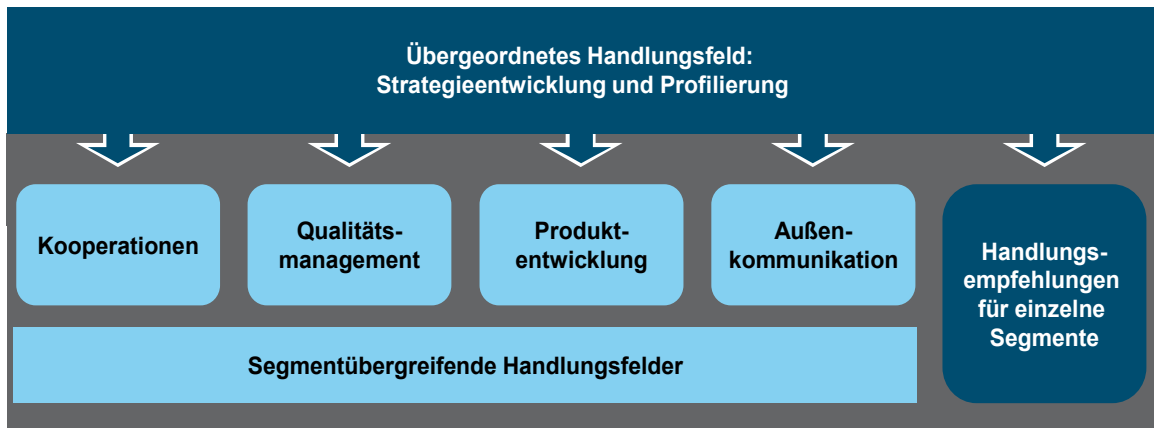 Übergeordnetes Handlungsfeld:
Strategieentwicklung und Profilierung
Kooperationen
Qualitäts-
management
Produkt-
entwicklung
Außen-
kommunikation
Handlungs-
empfehlungen
für einzelne
Segmente
Segmentübergreifende Handlungsfelder